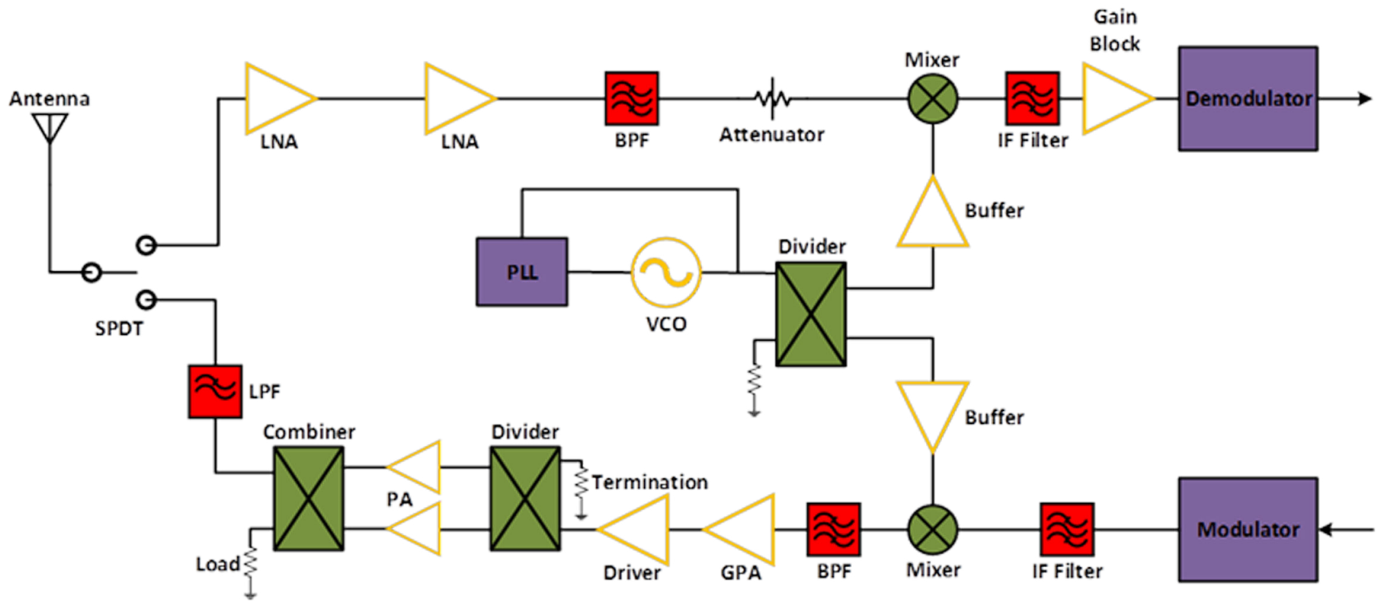 Gain
Block
Mixer
Antenna
Demodulator
LNA
LNA
BPF
Attenuator
IF Filter
Buffer
Divider
PLL
VCO
SPDT
LPF
Buffer
Combiner
Divider
PA
Termination
Modulator
Load
Driver
GPA
BPF
Mixer
IF Filter